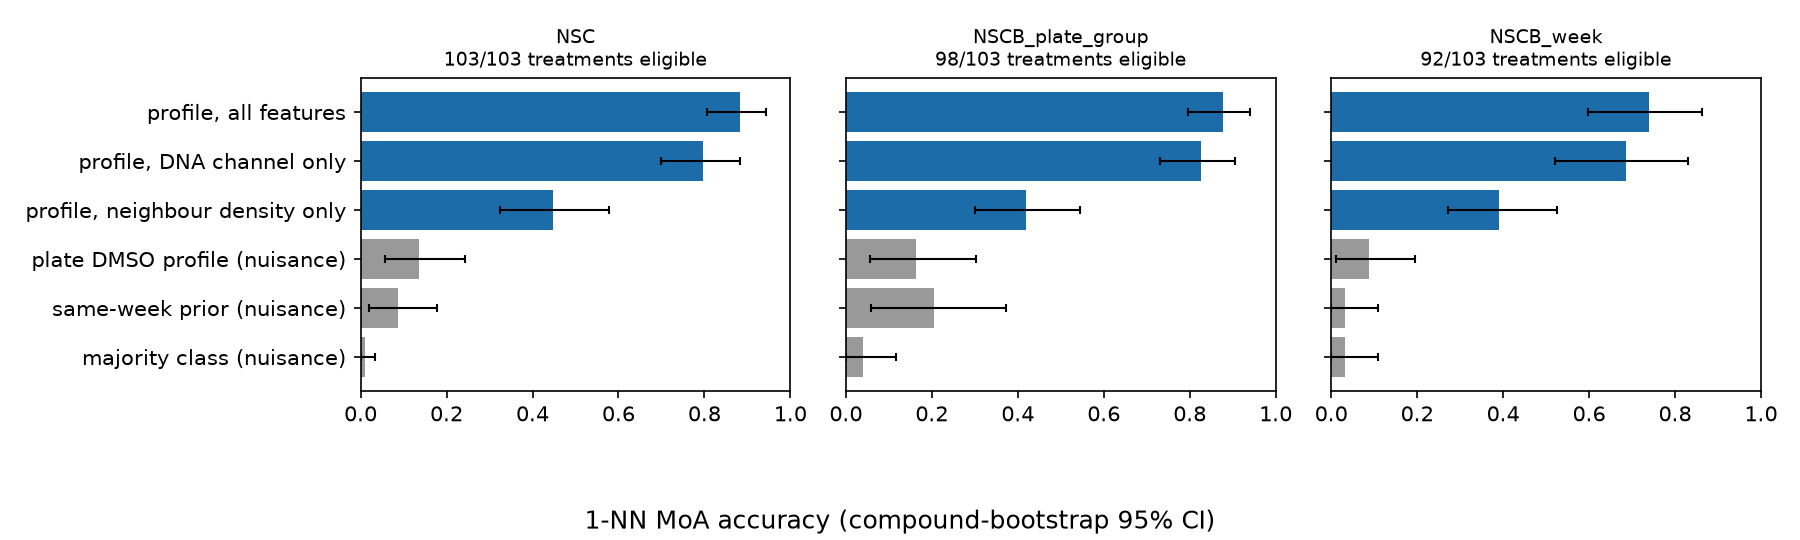 NSC
103/103 treatments eligible
NSCB_plate_group
98/103 treatments eligible
NSCB_week
92/103 treatments eligible
profile, all features
profile, DNA channel only
profile, neighbour density only
plate DMSO profile (nuisance)
same-week prior (nuisance)
majority class (nuisance)
0.0 0.2 0.4 0.6 0.8 1.0
0.0 0.2 0.4 0.6 0.8 1.0
0.0 0.2 0.4 0.6 0.8 1.0
1-NN MoA accuracy (compound-bootstrap 95% CI)